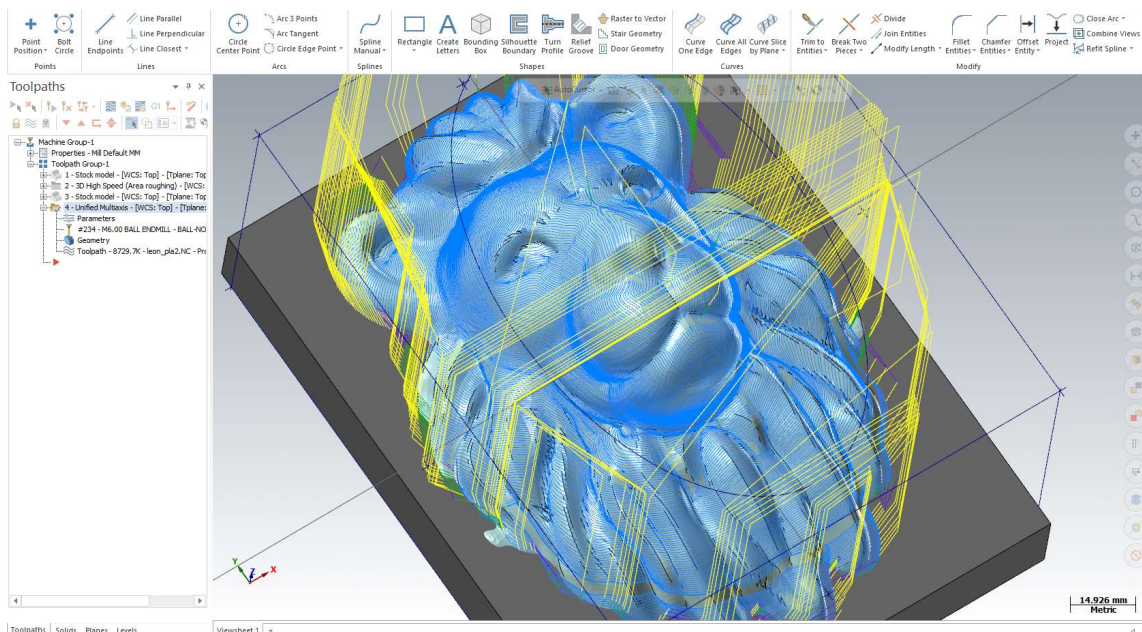 Point Position
Bolt Circle
Points
Line Endpoints
Line Parallel
Line Perpendicular
Line Closest
Lines
Circle Center Point
Arc 3 Points
Arc Tangent
Circle Edge Point
Arcs
Spline Manual
Splines
Rectangle
Create Letters
Bounding Box
Silhouette Boundary
Turn Profile
Relief Groove
Raster to Vector
Stair Geometry
Door Geometry
Shapes
Curve One Edge
Curve All Edges
Curve Slice by Plane
Curves
Trim to Entities
Break Two Pieces
Divide
Join Entities
Modify Length
Fillet Entities
Chamfer Entities
Offset Entity
Project
Close Arc
Combine Views
Refit Spline
Modify
Toolpaths
G1
Machine Group-1
Properties - Mill Default MM
Toolpath Group-1
1 - Stock model - [WCS: Top] - [Tplane: Top
2 - 3D High Speed (Area roughing) - [WCS:
3 - Stock model - [WCS: Top] - [Tplane: Top
4 - Unified Multiaxis - [WCS: Top] - [Tplane:
Parameters
#234 - M6.00 BALL ENDMILL - BALL-NO
Geometry
Toolpath - 8729.7K - leon_pla2.NC - Pro
AutoCursor
Y
Z
X
14.926 mm
Metric
Toolpaths Solids Planes Levels
Viewsheet 1